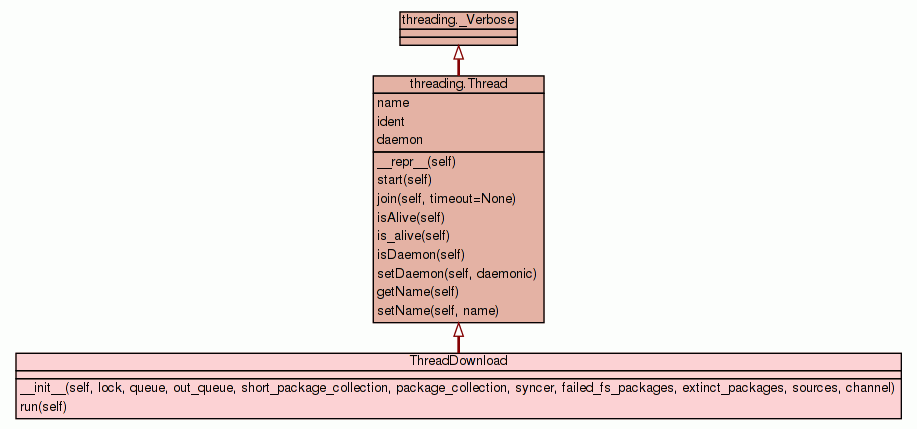 threading._Verbose
threading.Thread
name
ident
daemon
__repr__(self)
start(self)
join(self, timeout=None)
isAlive(self)
is_alive(self)
isDaemon(self)
setDaemon(self, daemonic)
getName(self)
setName(self, name)
ThreadDownload
__init__(self, lock, queue, out_queue, short_package_collection, package_collection, syncer, failed_fs_packages, extinct_packages, sources, channel)
run(self)